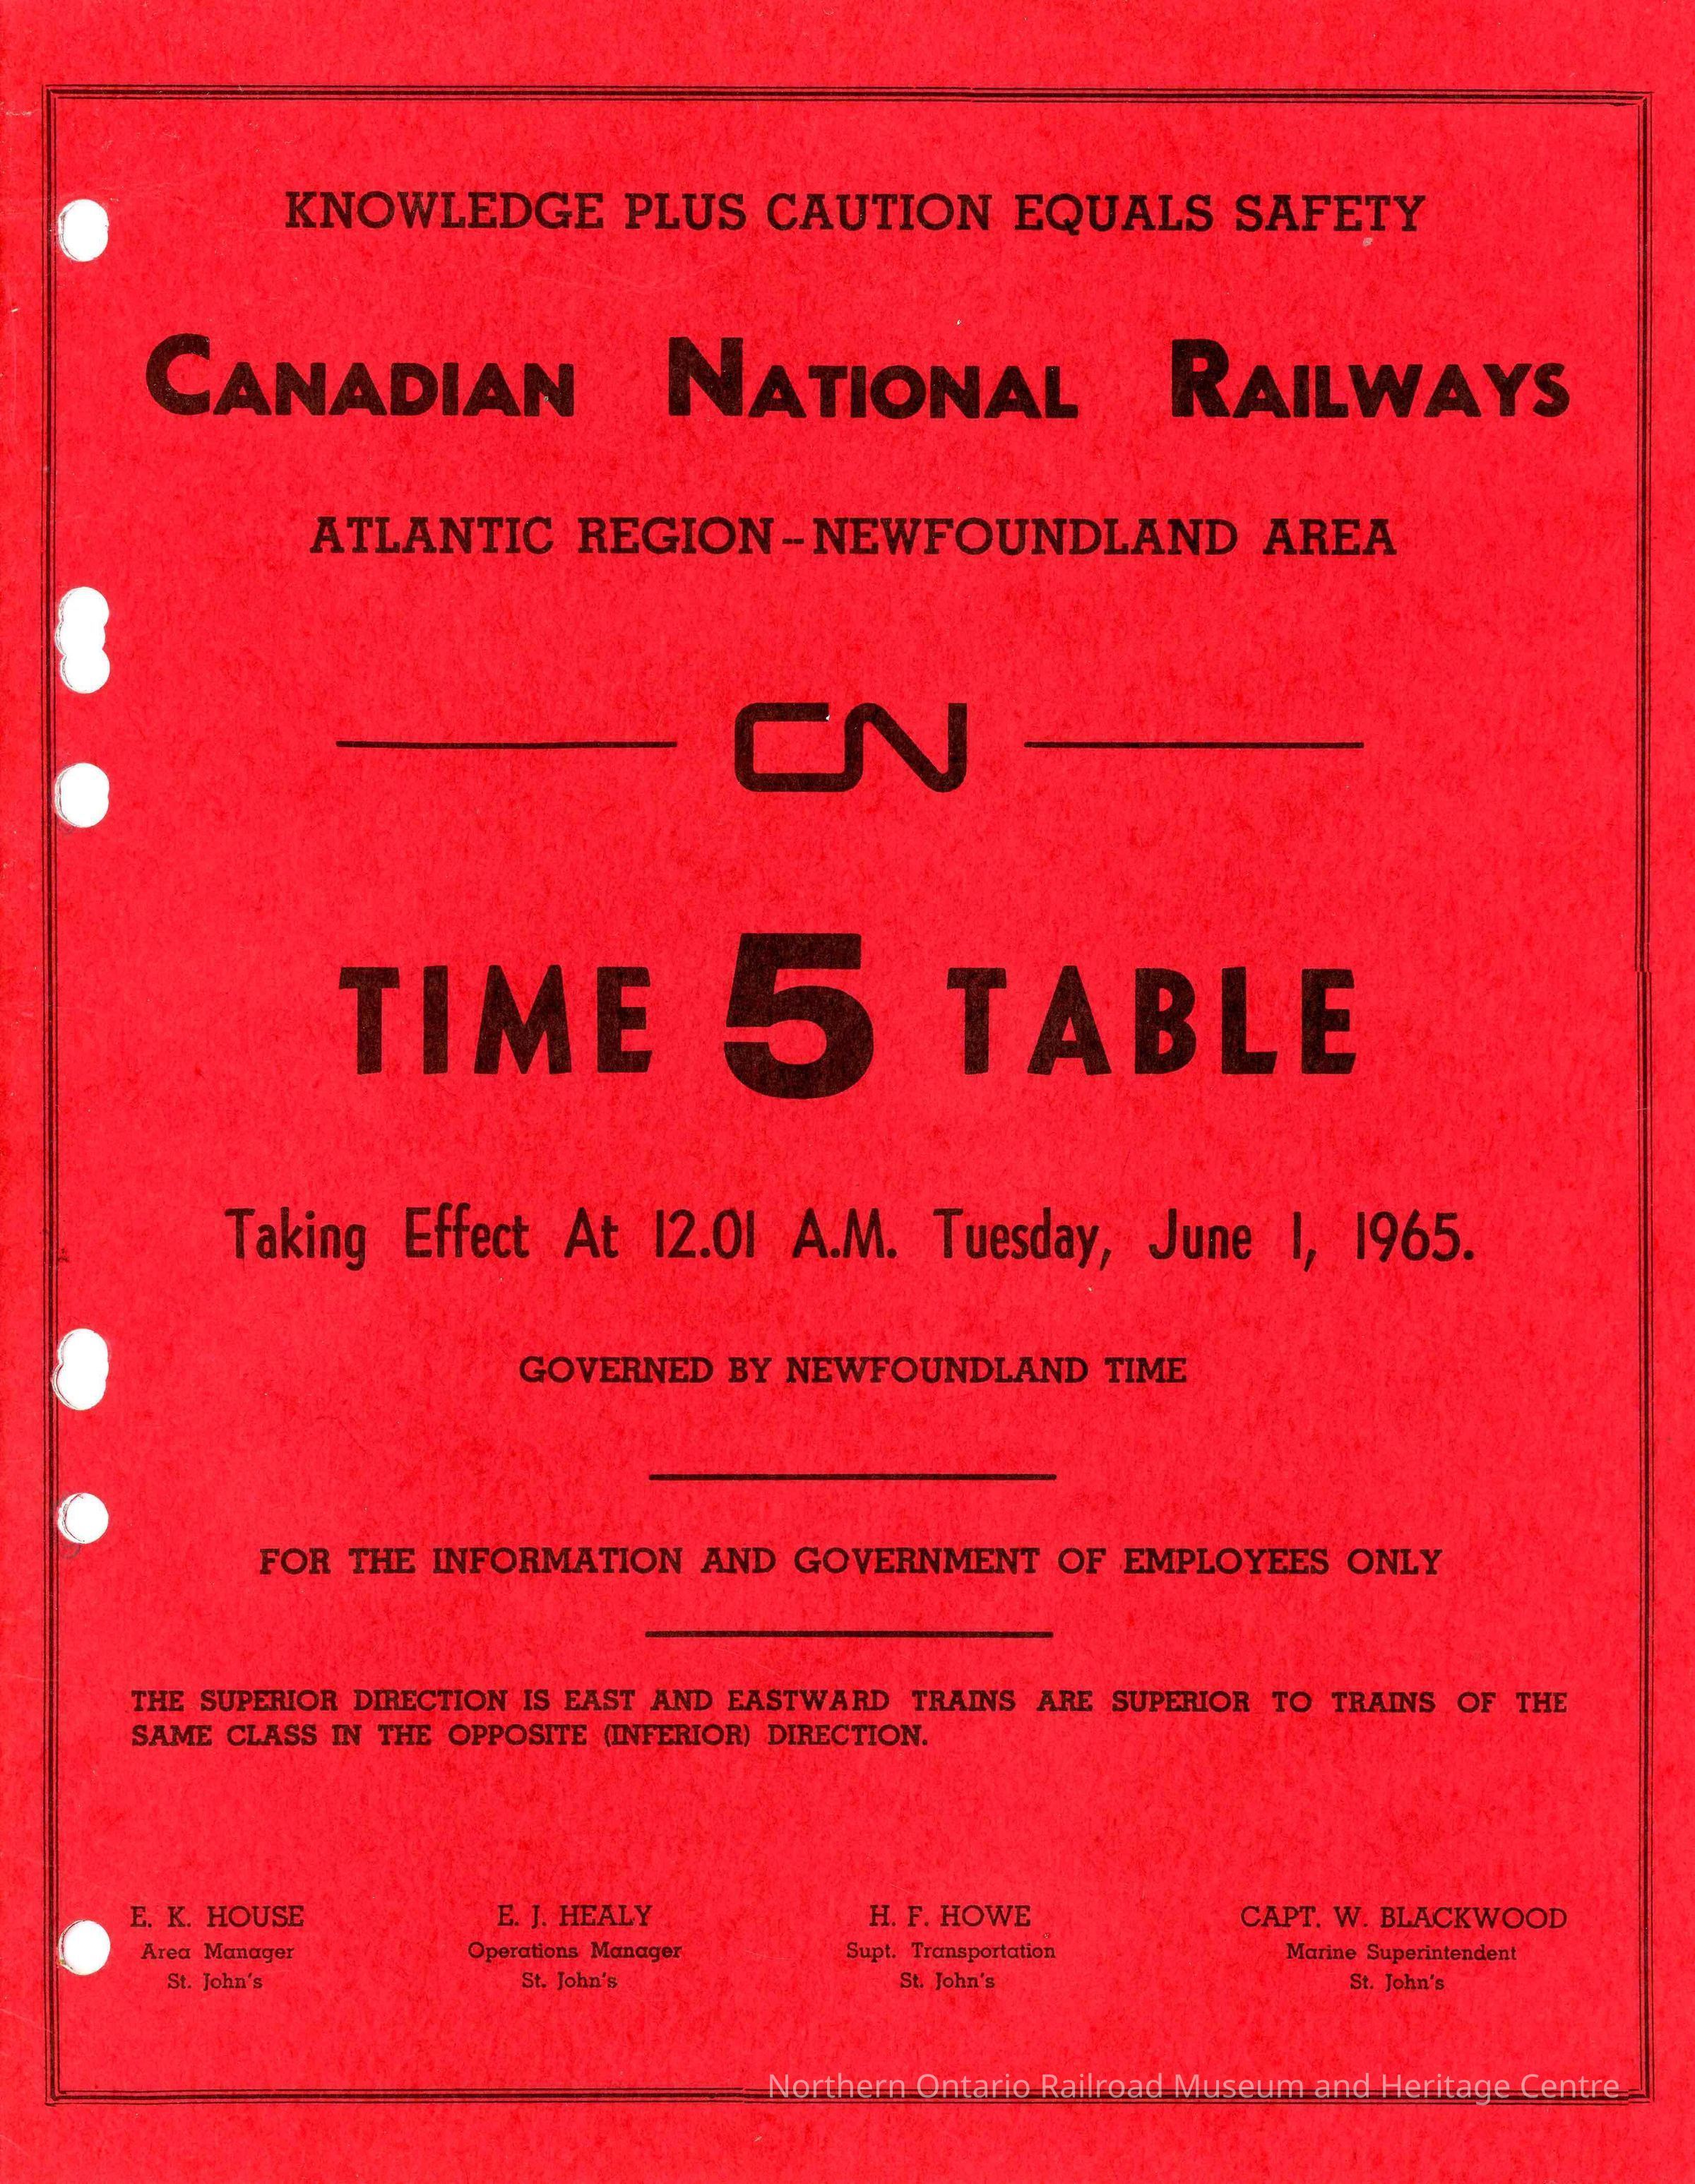 KNOWLEDGE PLUS CAUTION EQUALS SAFETY
CANADIAN NATIONAL RAILWAYS
ATLANTIC REGION-NEWFOUNDLAND AREA
CN
TIME 5 TABLE
Taking Effect At 12.01 A.M. Tuesday, June 1, 1965.
GOVERNED BY NEWFOUNDLAND TIME
FOR THE INFORMATION AND GOVERNMENT OF EMPLOYEES ONLY
THE SUPERIOR DIRECTION IS EAST AND EASTWARD TRAINS ARE SUPERIOR TO TRAINS OF THE
SAME CLASS IN THE OPPOSITE (INFERIOR) DIRECTION.
E. K. HOUSE
Area Manager
St. John's
E. J. HEALY
Operations Manager
St. John's
H. F. HOWE
Supt. Transportation
St. John's
CAPT. W. BLACKWOOD
Marine Superintendent
St. John's
Northern Ontario Railroad Museum and Heritage Centre